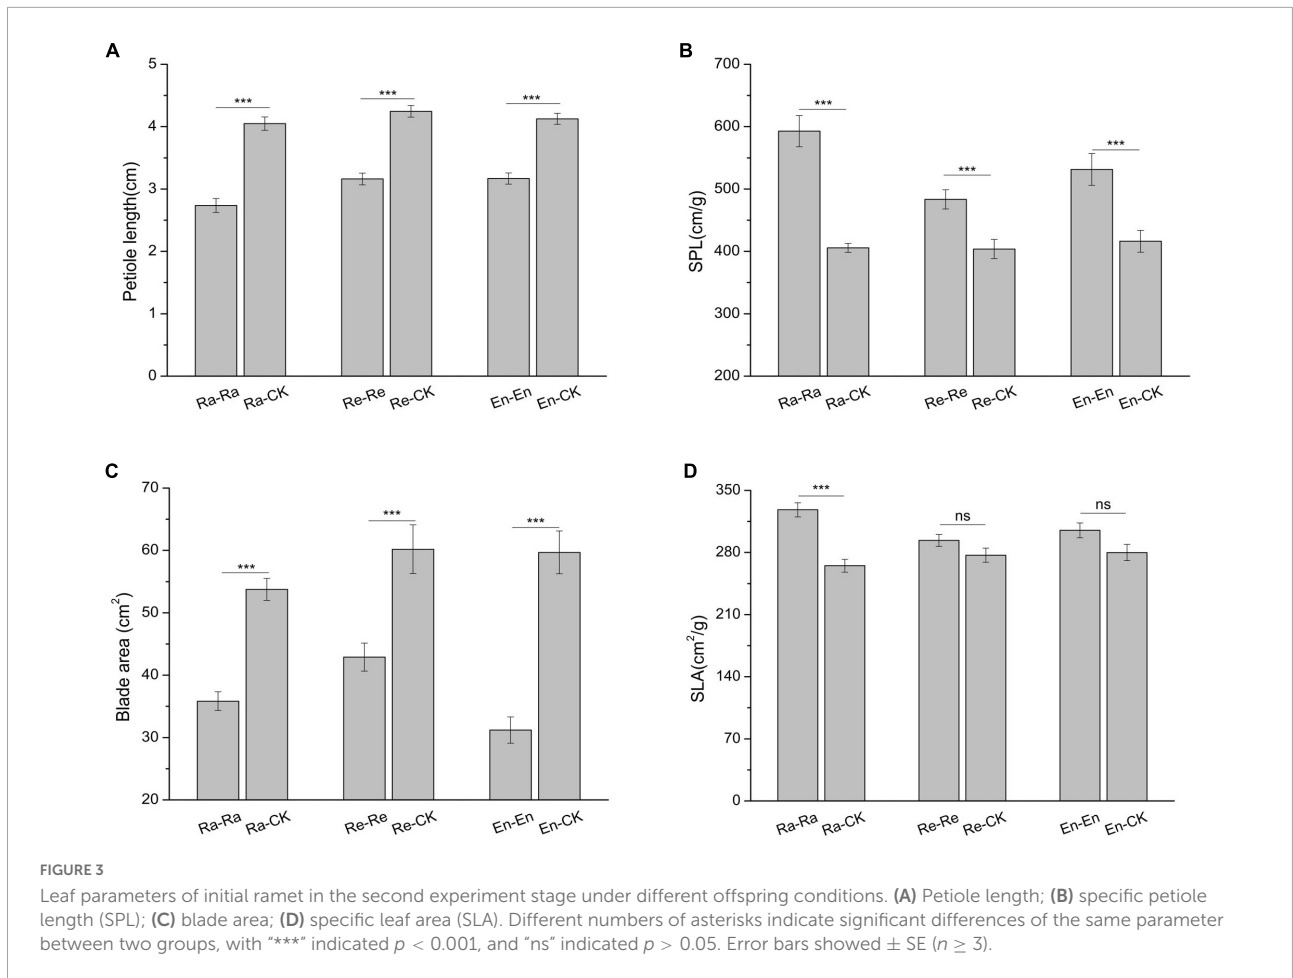 A
5
4
3
2
1
0
Petiole length(cm)
***
***
***
Ra-Ra Ra-CK Re-Re Re-CK En-En En-CK
B
700
600
500
400
300
200
SPL(cm/g)
***
***
***
Ra-Ra Ra-CK Re-Re Re-CK En-En En-CK
C
70
60
50
40
30
20
Blade area (cm²)
***
***
***
Ra-Ra Ra-CK Re-Re Re-CK En-En En-CK
D
350
280
210
140
70
0
SLA(cm²/g)
***
ns
ns
Ra-Ra Ra-CK Re-Re Re-CK En-En En-CK
FIGURE 3
Leaf parameters of initial ramet in the second experiment stage under different offspring conditions. (A) Petiole length; (B) specific petiole
length (SPL); (C) blade area; (D) specific leaf area (SLA). Different numbers of asterisks indicate significant differences of the same parameter
between two groups, with “***” indicated p < 0.001, and “ns” indicated p > 0.05. Error bars showed ± SE (n ≥ 3).